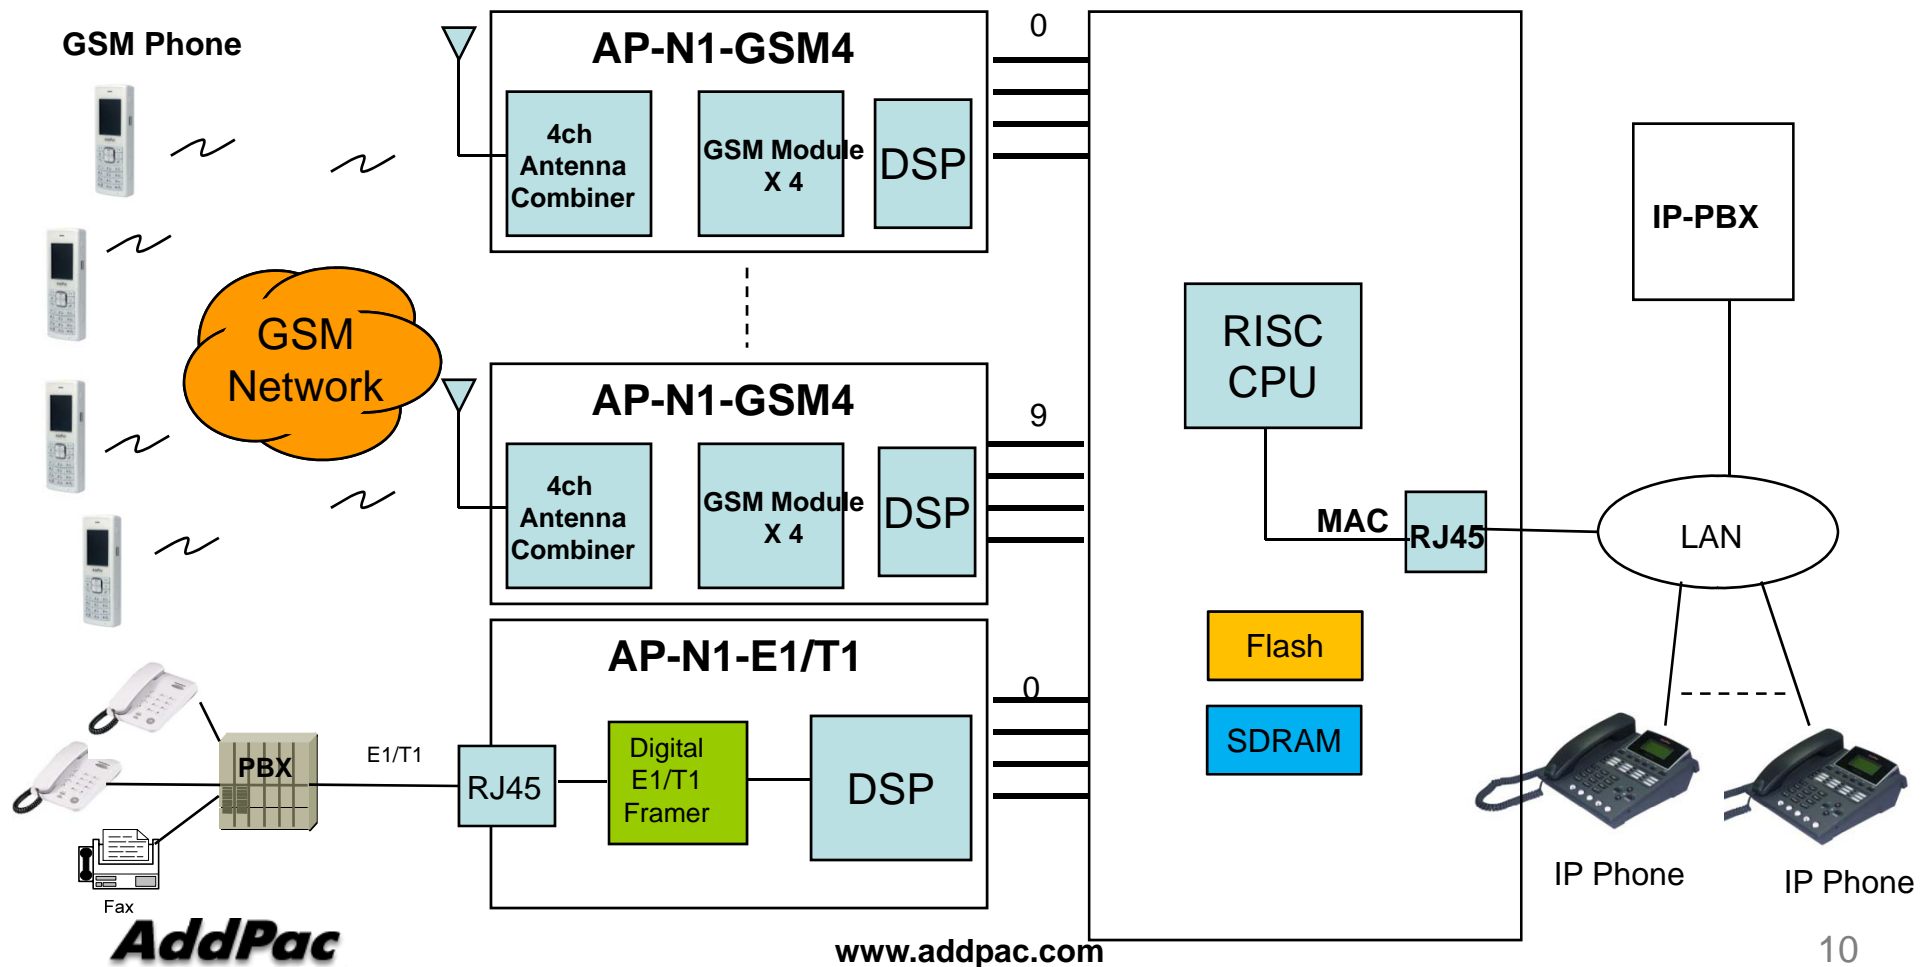 GSM Phone
AP-N1-GSM4
0
4ch
Antenna
Combiner
GSM Module
X 4
DSP
IP-PBX
GSM
Network
RISC
CPU
AP-N1-GSM4
9
4ch
Antenna
Combiner
GSM Module
X 4
DSP
MAC
RJ45
LAN
AP-N1-E1/T1
0
Flash
SDRAM
PBX
E1/T1
RJ45
Digital
E1/T1
Framer
DSP
Fax
IP Phone
IP Phone
AddPac
www.addpac.com
10